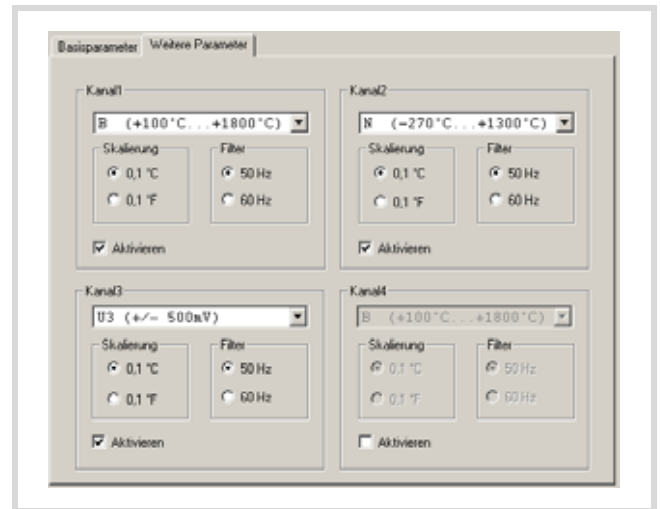 Basisparameter Weitere Parameter
Kanal1
B (+100°C...+1800°C)
Skalierung Filter
0,1 °C 50 Hz
0,1 °F 60 Hz
Aktivieren
Kanal2
N (-270°C...+1300°C)
Skalierung Filter
0,1 °C 50 Hz
0,1 °F 60 Hz
Aktivieren
Kanal3
U3 (+/- 500mV)
Skalierung Filter
0,1 °C 50 Hz
0,1 °F 60 Hz
Aktivieren
Kanal4
B (+100°C...+1800°C)
Skalierung Filter
0,1 °C 50 Hz
0,1 °F 60 Hz
Aktivieren